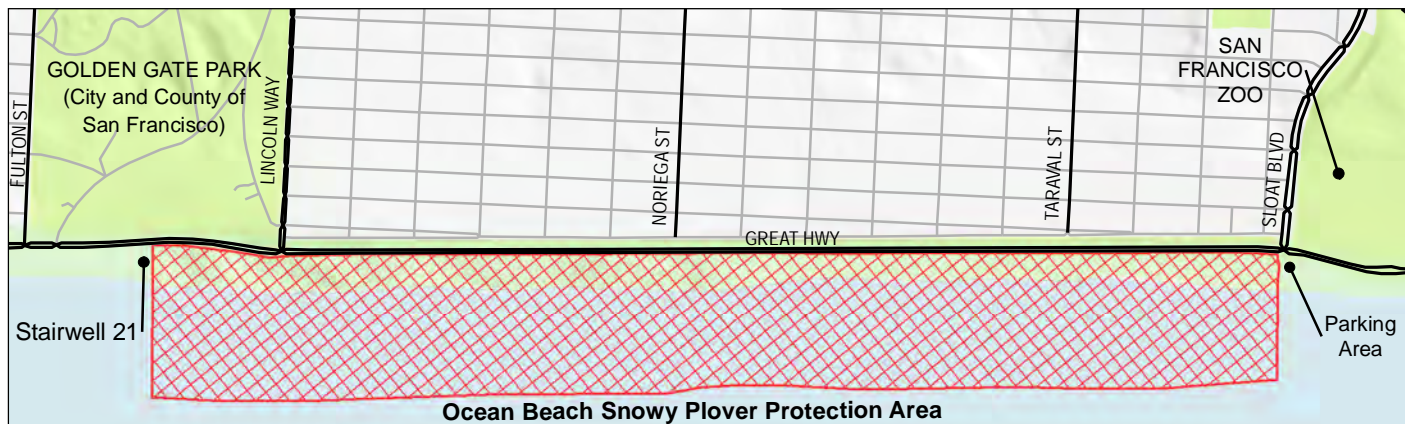 GOLDEN GATE PARK
(City and County of
San Francisco)
FULTON ST
LINCOLN WAY
NORIEGA ST
TARAVAL ST
SAN
FRANCISCO
ZOO
SLOAT BLVD
GREAT HWY
Stairwell 21
Parking
Area
Ocean Beach Snowy Plover Protection Area